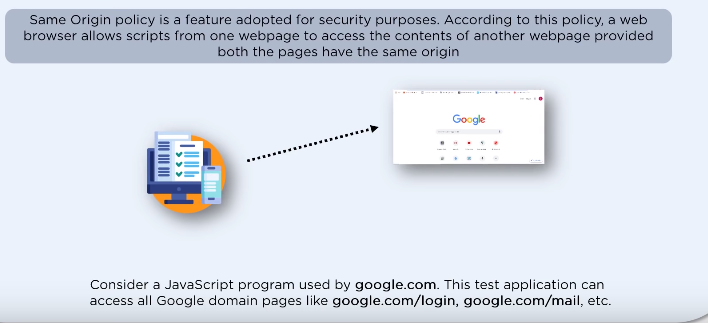 Same Origin policy is a feature adopted for security purposes. According to this policy, a web
browser allows scripts from one webpage to access the contents of another webpage provided
both the pages have the same origin
Google
Consider a JavaScript program used by google.com. This test application can
access all Google domain pages like google.com/login, google.com/mail, etc.